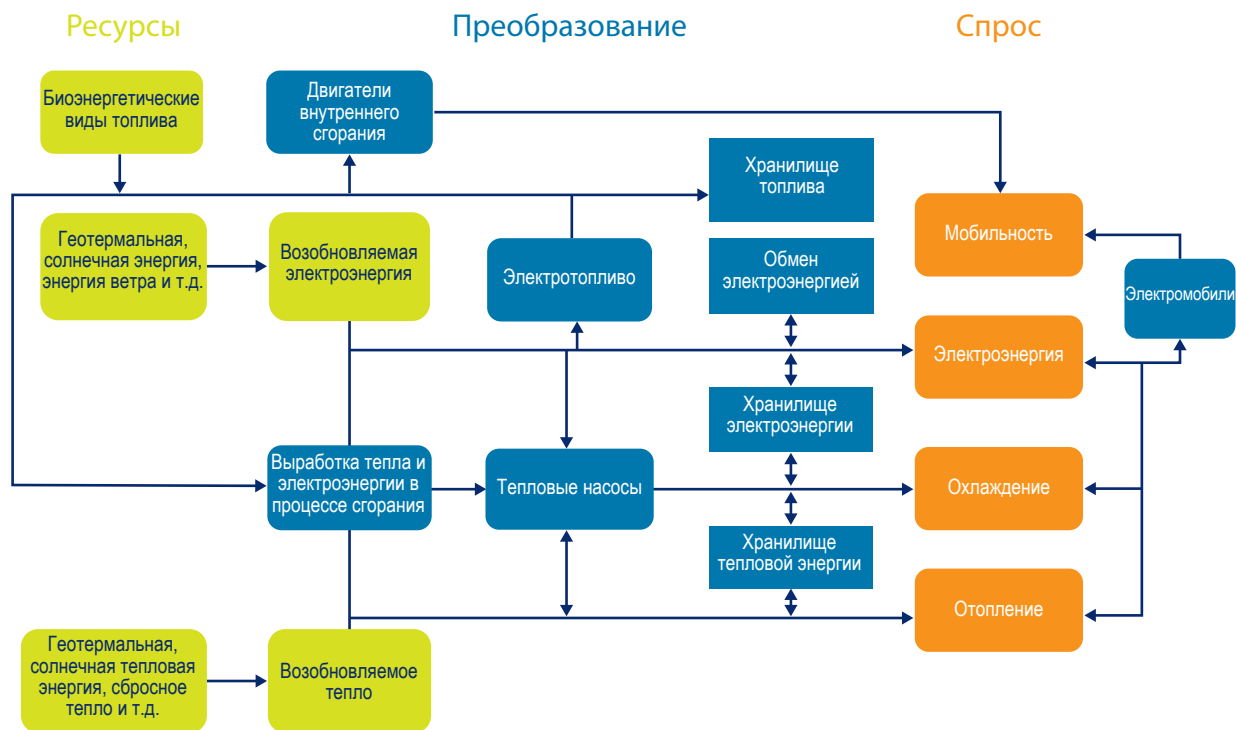 Ресурсы
Преобразование
Спрос
Биоэнергетические
виды топлива
Двигатели
внутреннего
сгорания
Хранилище
топлива
Геотермальная,
солнечная энергия,
энергия ветра и т.д.
Возобновляемая
электроэнергия
Электротопливо
Обмен
электроэнергией
Мобильность
Электромобили
Электроэнергия
Хранилище
электроэнергии
Выработка тепла и
электроэнергии в
процессе сгорания
Тепловые насосы
Охлаждение
Хранилище
тепловой энергии
Отопление
Геотермальная,
солнечная тепловая
энергия, сбросное
тепло и т.д.
Возобновляемое
тепло